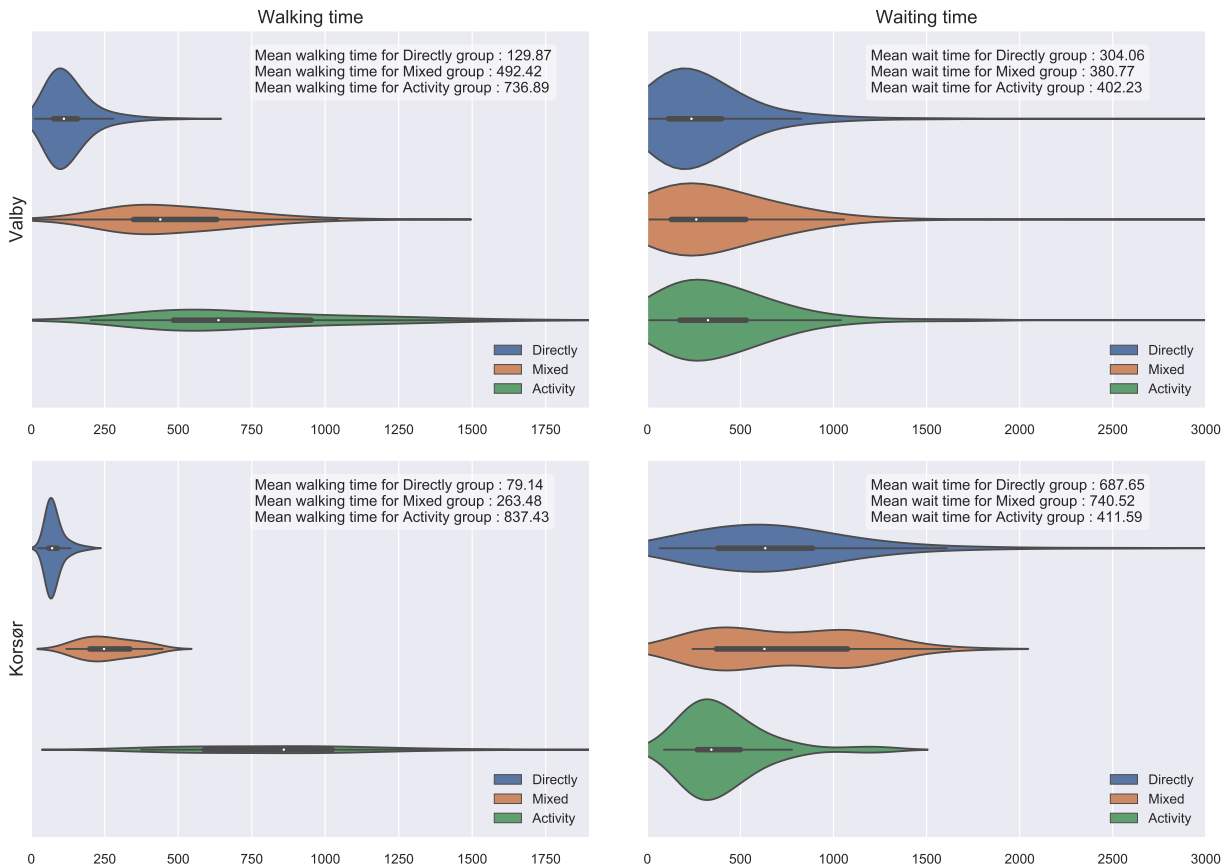 Walking time
Waiting time
Valby
Mean walking time for Directly group : 129.87
Mean walking time for Mixed group : 492.42
Mean walking time for Activity group : 736.89
Directly
Mixed
Activity
0 250 500 750 1000 1250 1500 1750
Mean wait time for Directly group : 304.06
Mean wait time for Mixed group : 380.77
Mean wait time for Activity group : 402.23
Directly
Mixed
Activity
0 500 1000 1500 2000 2500 3000
Korsør
Mean walking time for Directly group : 79.14
Mean walking time for Mixed group : 263.48
Mean walking time for Activity group : 837.43
Directly
Mixed
Activity
0 250 500 750 1000 1250 1500 1750
Mean wait time for Directly group : 687.65
Mean wait time for Mixed group : 740.52
Mean wait time for Activity group : 411.59
Directly
Mixed
Activity
0 500 1000 1500 2000 2500 3000